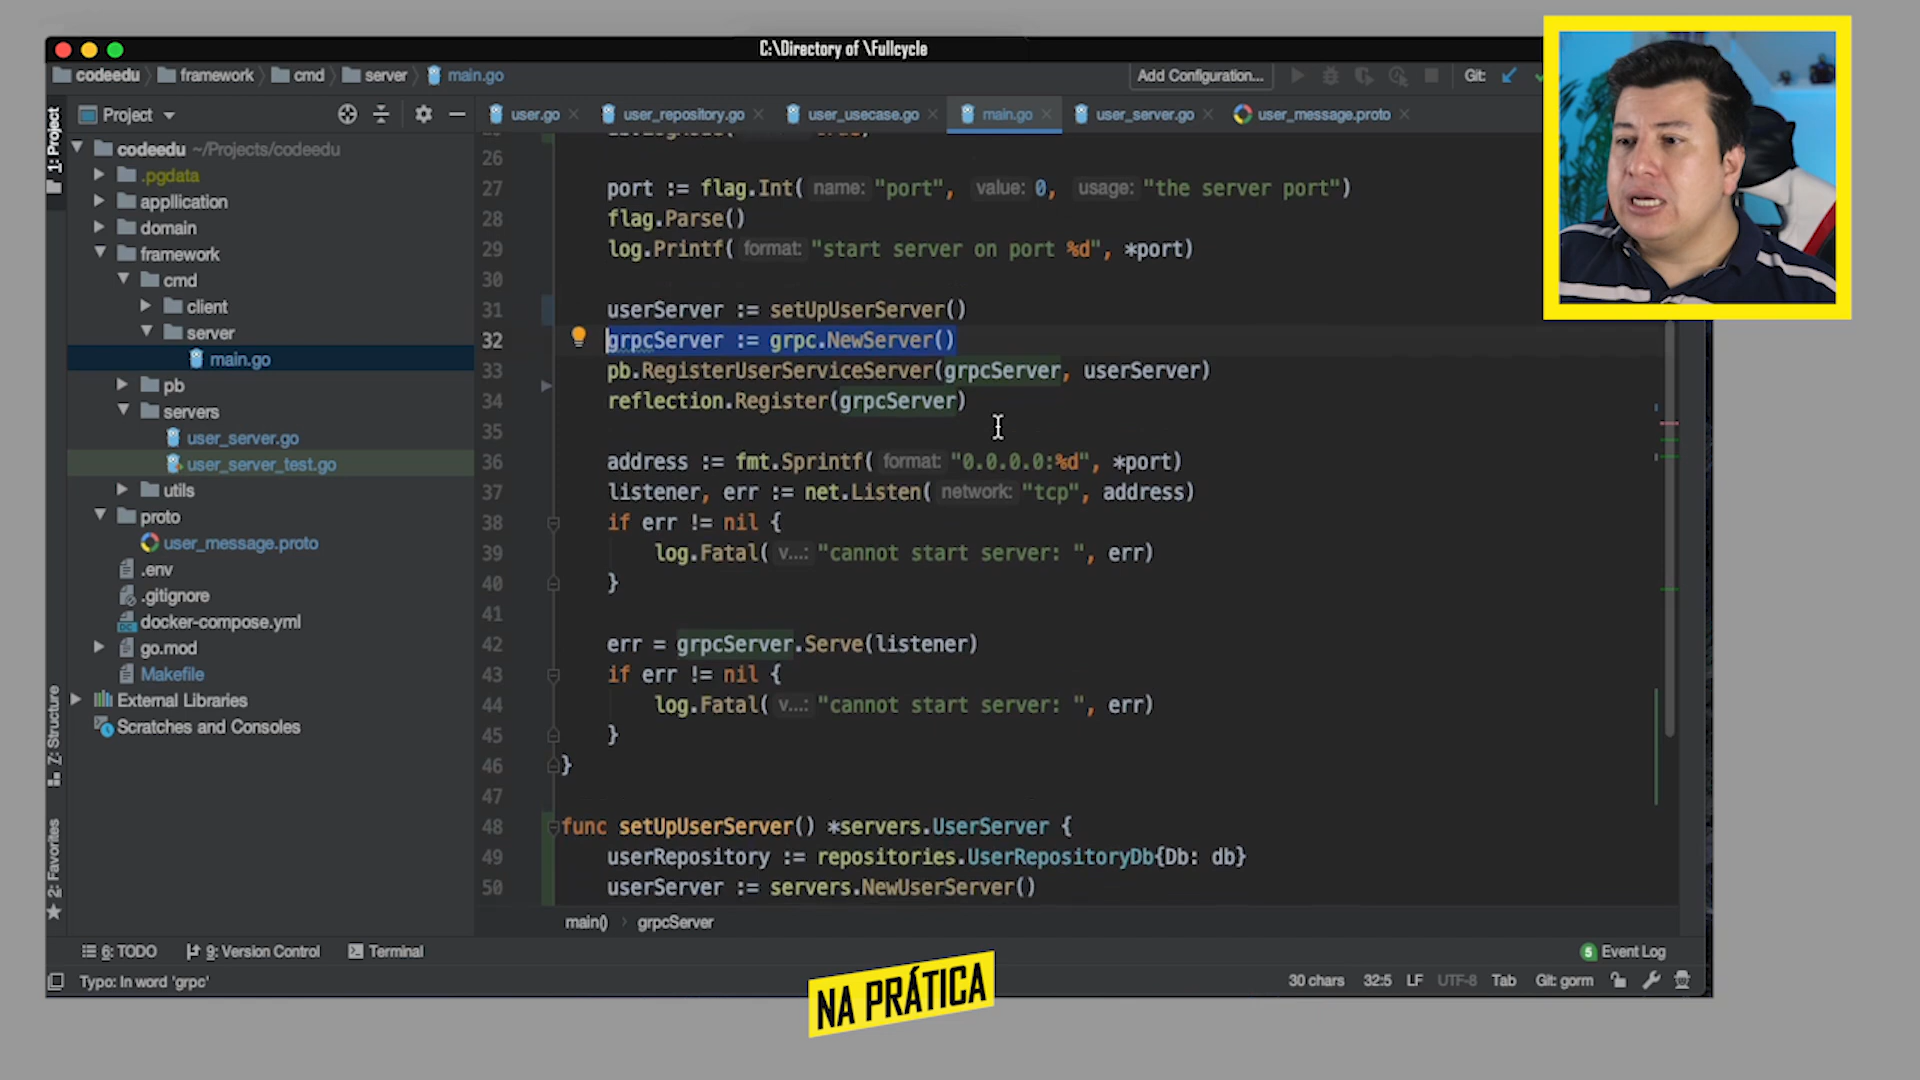 C:\Directory of \Fullcycle
codeedu framework cmd server main.go
Add Configuration...
Git:
1: Project
Project
user.go
user_repository.go
user_usecase.go
main.go
user_server.go
user_message.proto
codeedu ~/Projects/codeedu
.pgdata
appllication
domain
framework
cmd
client
server
main.go
pb
servers
user_server.go
user_server_test.go
utils
proto
user_message.proto
.env
.gitignore
docker-compose.yml
go.mod
Makefile
External Libraries
Scratches and Consoles
Z: Structure
2: Favorites
26
27 port := flag.Int( name: "port", value: 0, usage: "the server port")
28 flag.Parse()
29 log.Printf( format: "start server on port %d", *port)
30
31 userServer := setUpUserServer()
32 grpcServer := grpc.NewServer()
33 pb.RegisterUserServiceServer(grpcServer, userServer)
34 reflection.Register(grpcServer)
35
36 address := fmt.Sprintf( format: "0.0.0.0:%d", *port)
37 listener, err := net.Listen( network: "tcp", address)
38 if err != nil {
39 log.Fatal( v...: "cannot start server: ", err)
40 }
41
42 err = grpcServer.Serve(listener)
43 if err != nil {
44 log.Fatal( v...: "cannot start server: ", err)
45 }
46 }
47
48 func setUpUserServer() *servers.UserServer {
49 userRepository := repositories.UserRepositoryDb{Db: db}
50 userServer := servers.NewUserServer()
main() grpcServer
6: TODO 9: Version Control Terminal
5 Event Log
Typo: In word 'grpc'
30 chars 32:5 LF UTF-8 Tab Git: gorm
NA PRÁTICA